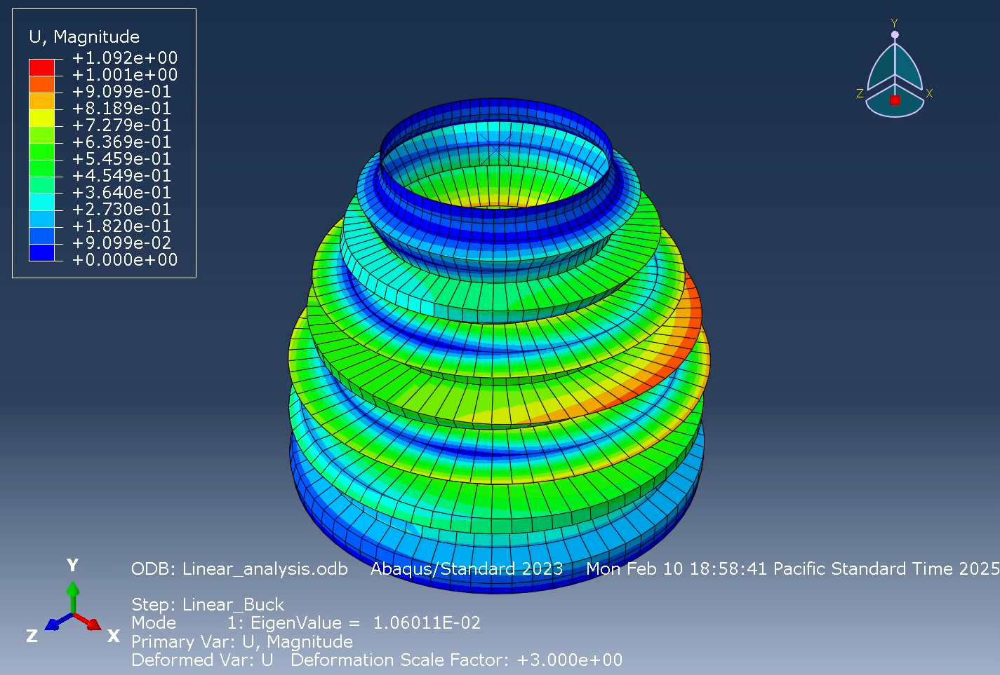 U, Magnitude
+1.092e+00
+1.001e+00
+9.099e-01
+8.189e-01
+7.279e-01
+6.369e-01
+5.459e-01
+4.549e-01
+3.640e-01
+2.730e-01
+1.820e-01
+9.099e-02
+0.000e+00
Y
Z
X
ODB: Linear_analysis.odb    Abaqus/Standard 2023    Mon Feb 10 18:58:41 Pacific Standard Time 2025
Step: Linear_Buck
Mode         1: EigenValue =  1.06011E-02
Primary Var: U, Magnitude
Deformed Var: U   Deformation Scale Factor: +3.000e+00
Y
Z
X